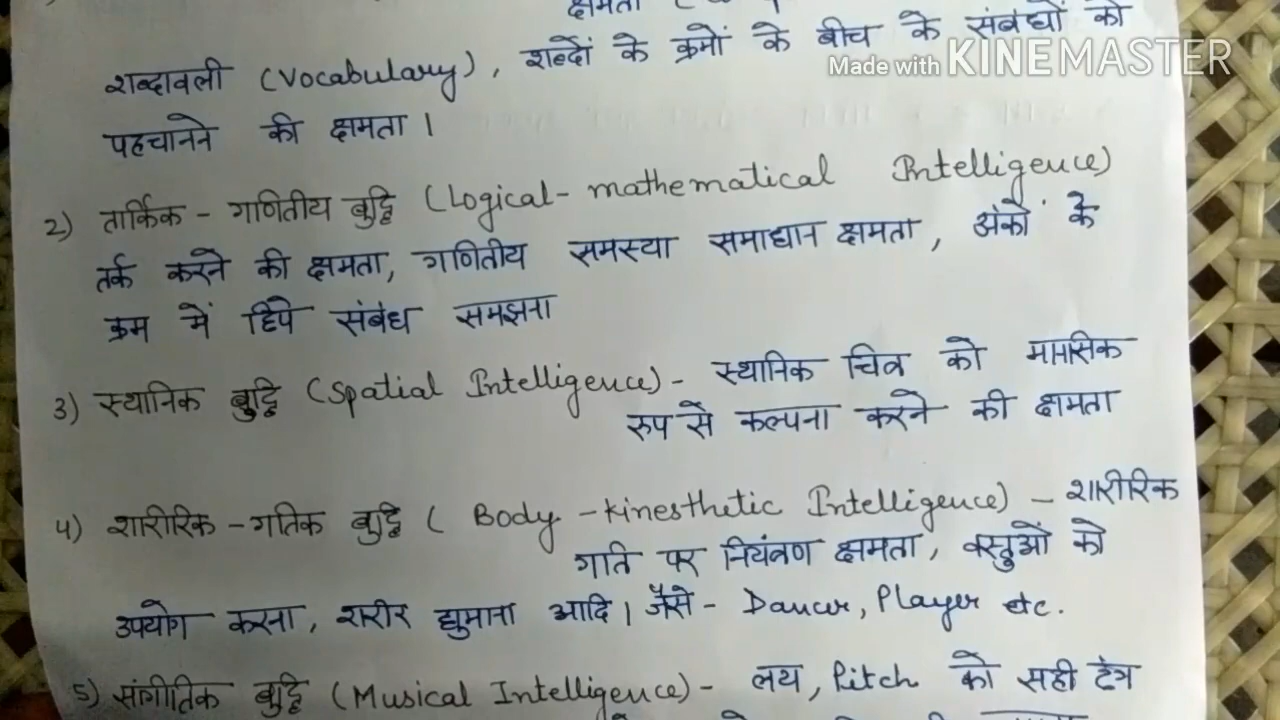 क्षमता
शब्दावली (Vocabulary), शब्दों के क्रमों के बीच के संबंधों को
Made with KINEMASTER
पहचानने की क्षमता।
2) तार्किक - गणितीय बुद्धि (Logical - mathematical Intelligence)
तर्क करने की क्षमता, गणितीय समस्या समाधान क्षमता, अंको के
क्रम में छिपे संबंध समझना
3) स्थानिक बुद्धि (Spatial Intelligence) - स्थानिक चित्र को मानसिक
रूप से कल्पना करने की क्षमता
4) शारीरिक - गतिक बुद्धि ( Body - kinesthetic Intelligence) - शारीरिक
गति पर नियंत्रण क्षमता, वस्तुओं को
उपयोग करना, शरीर घुमाना आदि। जैसे - Dancer, Player etc.
5) सांगीतिक बुद्धि (Musical Intelligence) - लय, Pitch को सही ढंग